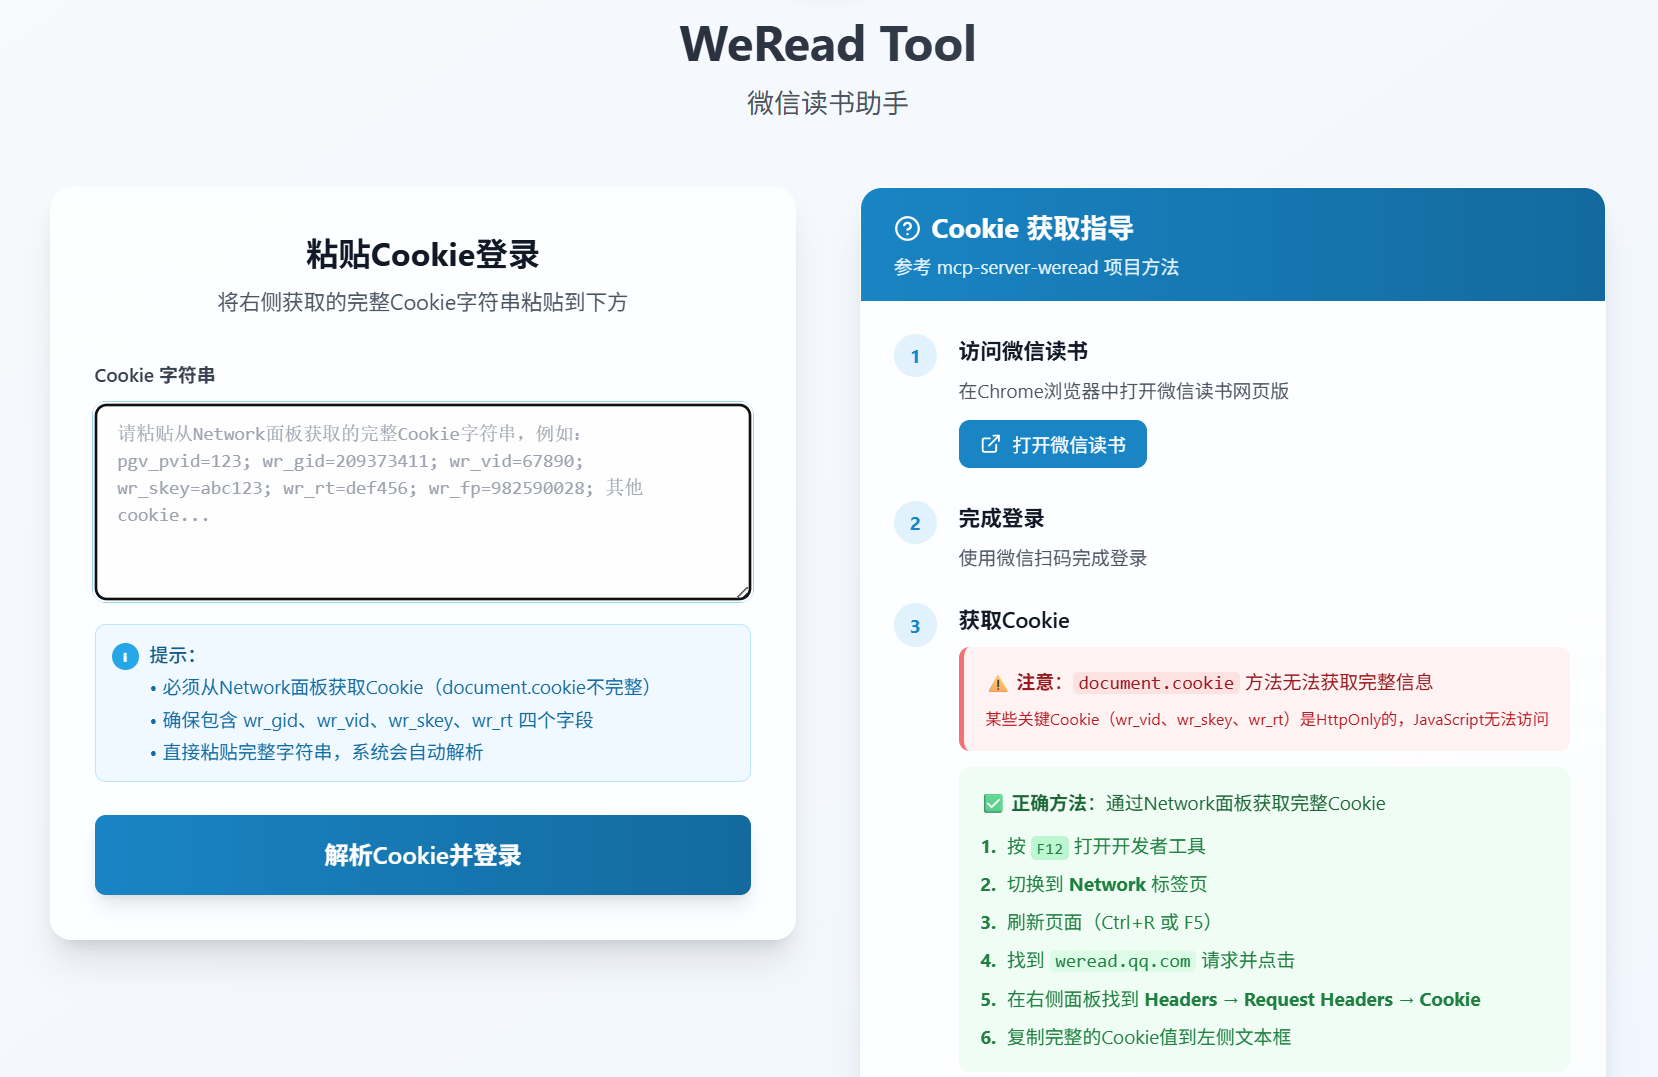 WeRead Tool
微信读书助手
粘贴Cookie登录
将右侧获取的完整Cookie字符串粘贴到下方
Cookie 字符串
请粘贴从Network面板获取的完整Cookie字符串，例如：
pgv_pvid=123; wr_gid=209373411; wr_vid=67890;
wr_skey=abc123; wr_rt=def456; wr_fp=982590028; 其他
cookie...
提示：
• 必须从Network面板获取Cookie（document.cookie不完整）
• 确保包含 wr_gid、wr_vid、wr_skey、wr_rt 四个字段
• 直接粘贴完整字符串，系统会自动解析
解析Cookie并登录
Cookie 获取指导
参考 mcp-server-weread 项目方法
1 访问微信读书
在Chrome浏览器中打开微信读书网页版
打开微信读书
2 完成登录
使用微信扫码完成登录
3 获取Cookie
⚠️ 注意：document.cookie 方法无法获取完整信息
某些关键Cookie（wr_vid、wr_skey、wr_rt）是HttpOnly的，JavaScript无法访问
✅ 正确方法：通过Network面板获取完整Cookie
1. 按 F12 打开开发者工具
2. 切换到 Network 标签页
3. 刷新页面（Ctrl+R 或 F5）
4. 找到 weread.qq.com 请求并点击
5. 在右侧面板找到 Headers → Request Headers → Cookie
6. 复制完整的Cookie值到左侧文本框